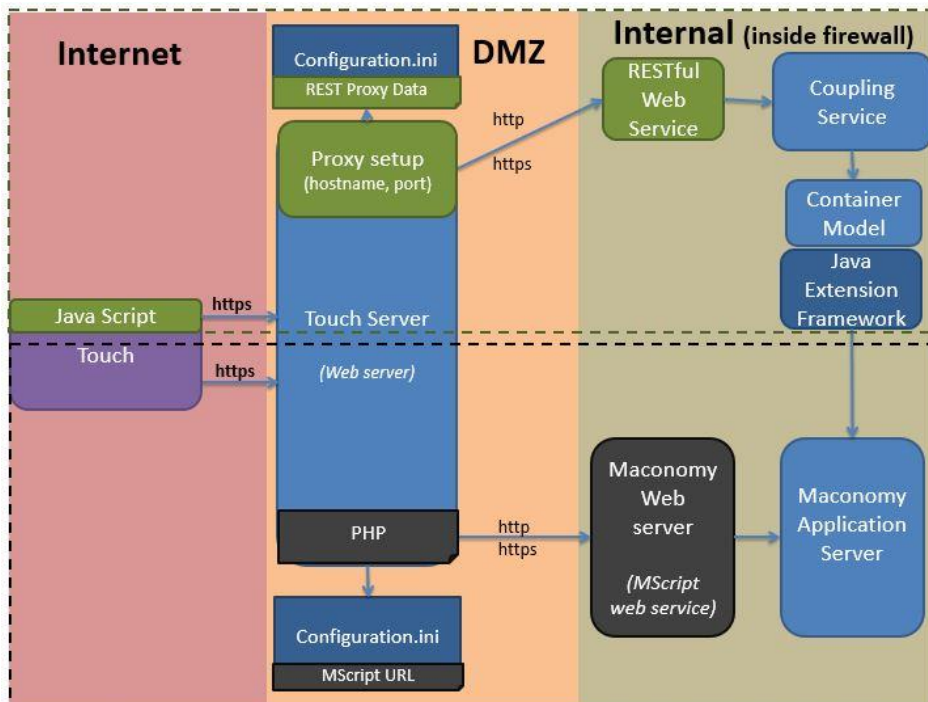 Internet
Configuration.ini
REST Proxy Data
DMZ
Internal (inside firewall)
RESTful
Web
Service
Coupling
Service
http
https
Proxy setup
(hostname, port)
Container
Model
Java
Extension
Framework
Java Script
https
Touch Server
Touch
https
(Web server)
Maconomy
Web
server
(MScript
web service)
Maconomy
Application
Server
PHP
http
https
Configuration.ini
MScript URL